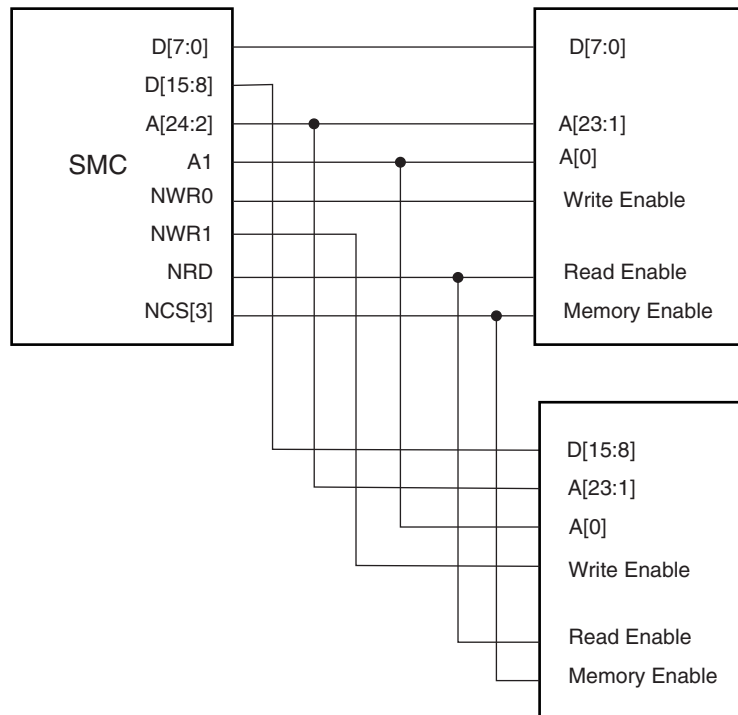 SMC
D[7:0]
D[15:8]
A[24:2]
A1
NWR0
NWR1
NRD
NCS[3]
D[7:0]
A[23:1]
A[0]
Write Enable
Read Enable
Memory Enable
D[15:8]
A[23:1]
A[0]
Write Enable
Read Enable
Memory Enable